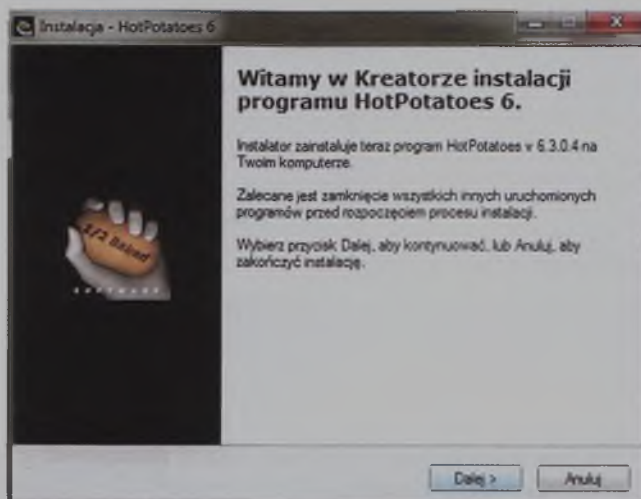 Instalacja - HotPotatoes 6
Witamy w Kreatorze instalacji
programu HotPotatoes 6.
Instalator zainstaluje teraz program HotPotatoes v 6.3.0.4 na
Twoim komputerze.
Zalecane jest zamknięcie wszystkich innych uruchomionych
programów przed rozpoczęciem procesu instalacji.
Wybierz przycisk Dalej, aby kontynuować, lub Anuluj, aby
zakończyć instalację.
1/2 Baked
SOFTWARE
Dalej >
Anuluj